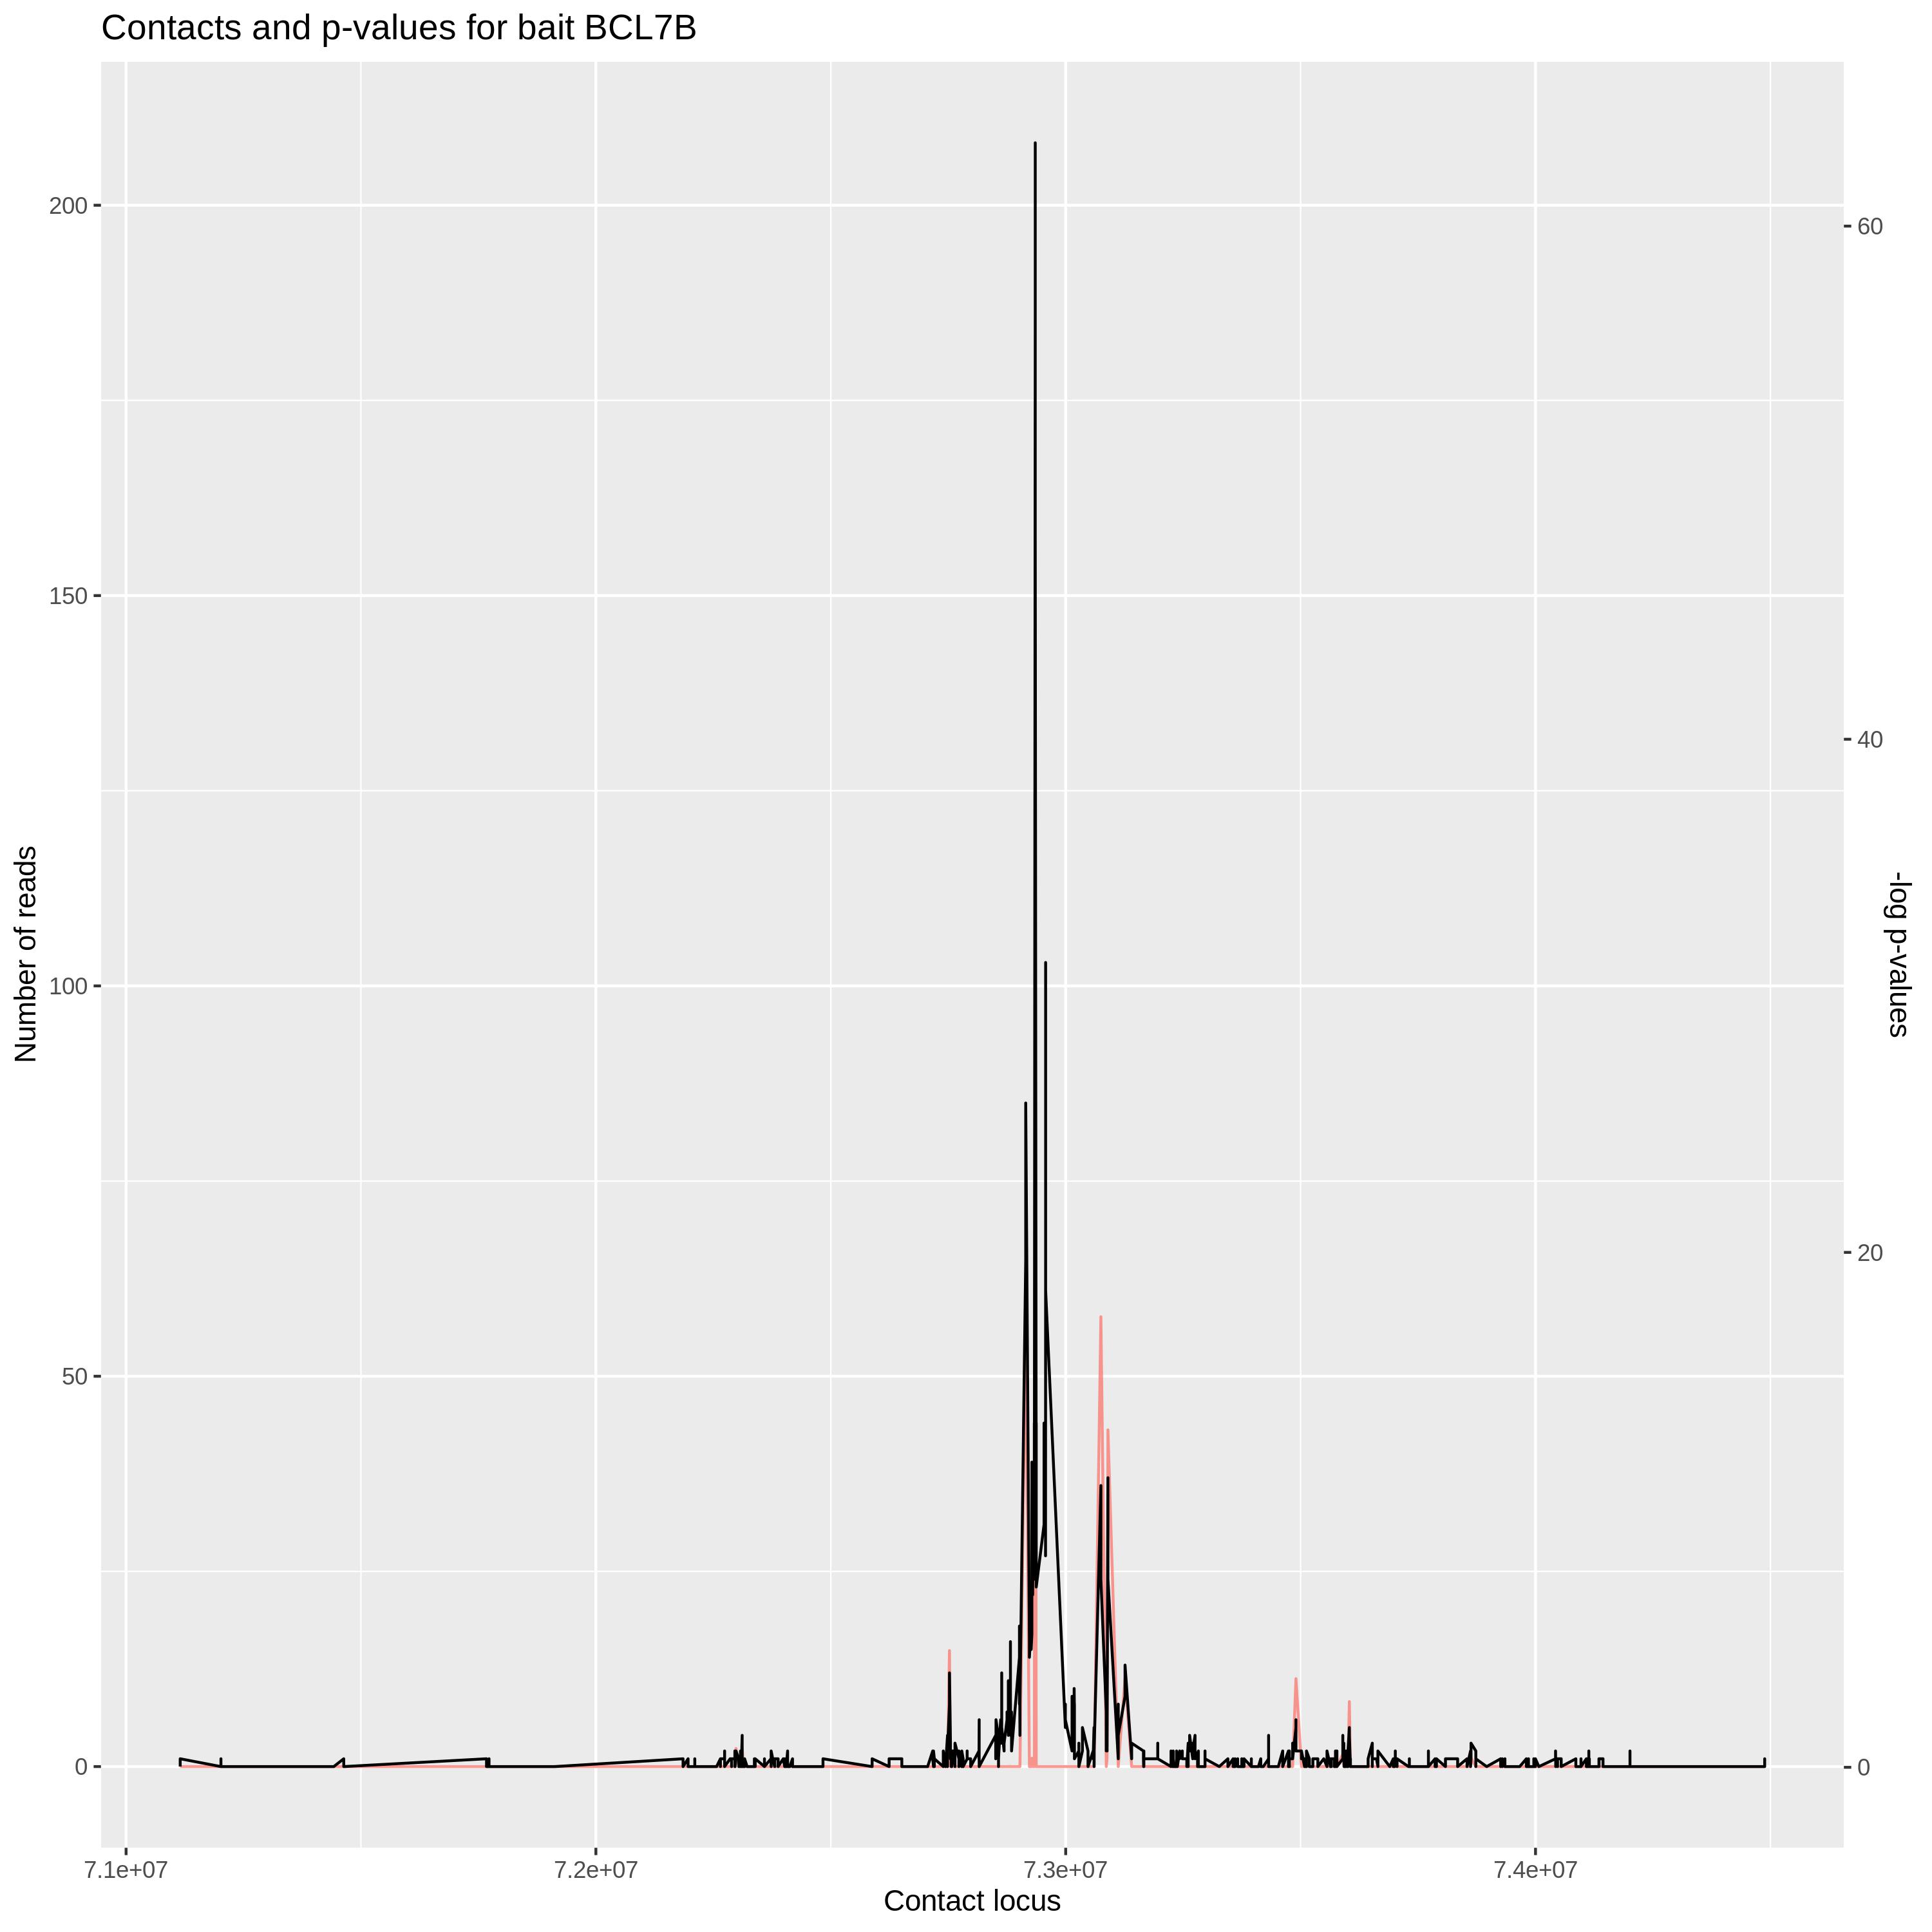 Contacts and p-values for bait BCL7B
200
150
100
50
0
Number of reads
60
40
20
0
-log p-values
7.1e+07 7.2e+07 7.3e+07 7.4e+07
Contact locus